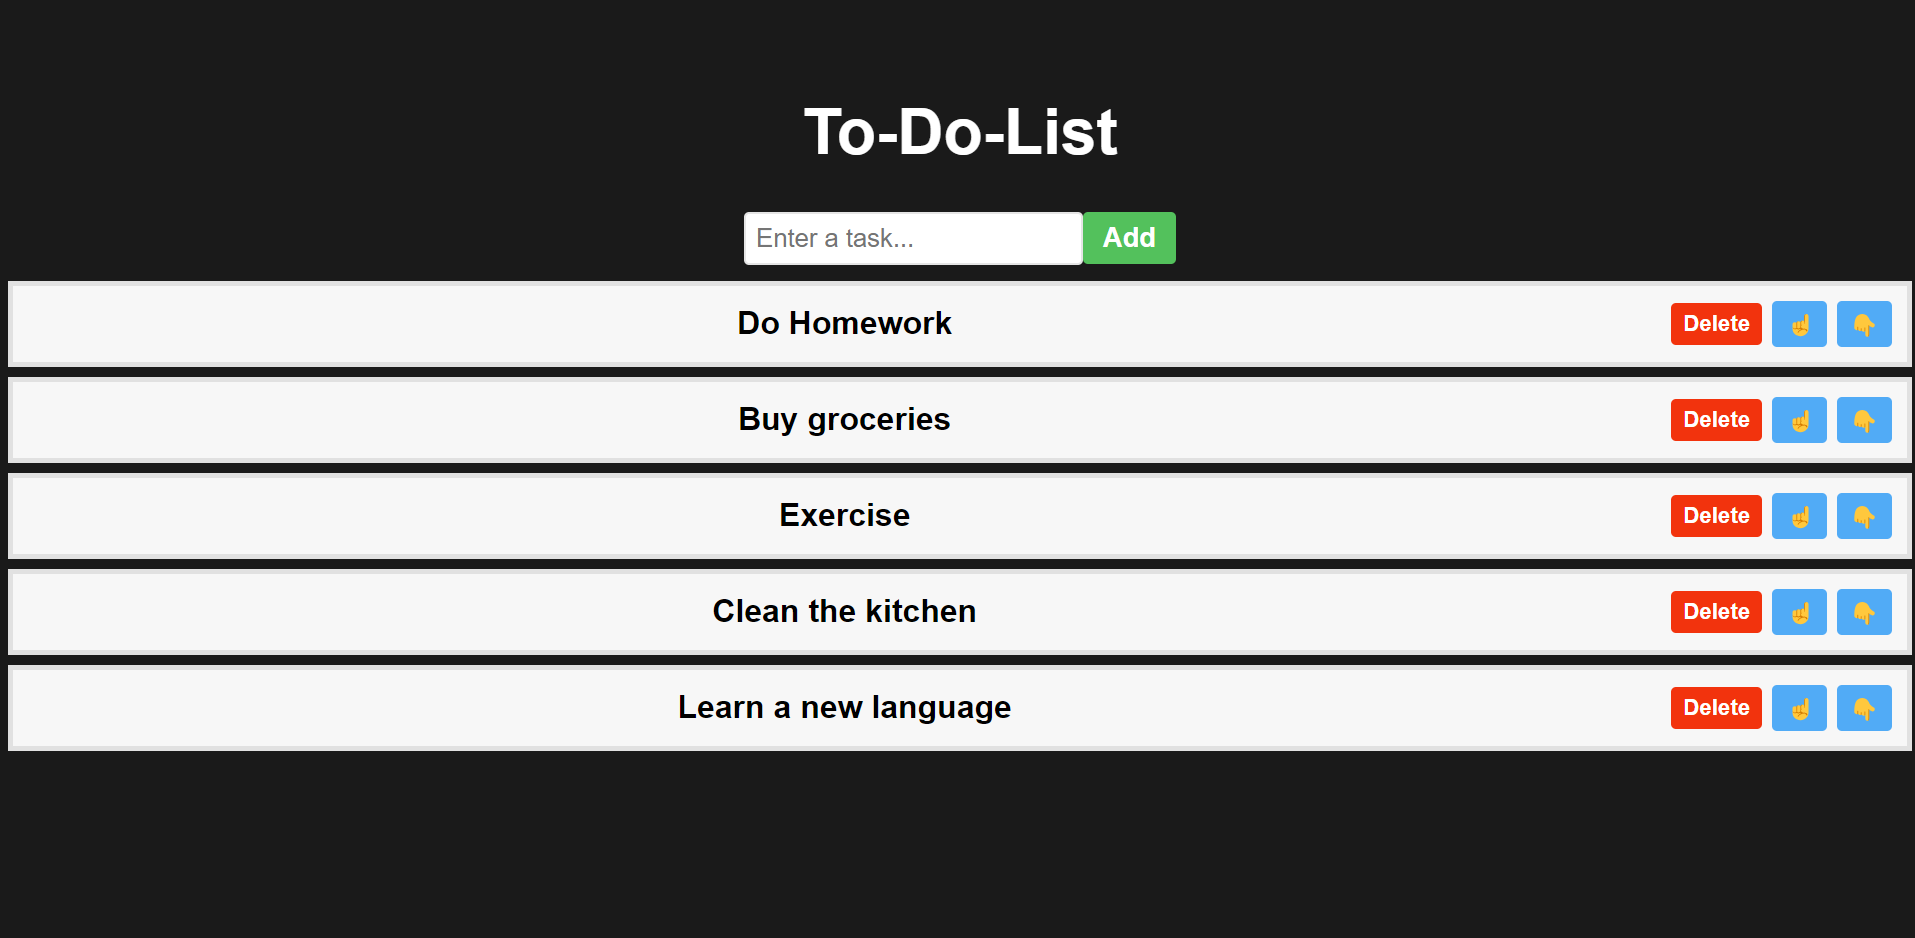 To-Do-List
Enter a task...
Add
Do Homework
Delete
☝
👇
Buy groceries
Delete
☝
👇
Exercise
Delete
☝
👇
Clean the kitchen
Delete
☝
👇
Learn a new language
Delete
☝
👇